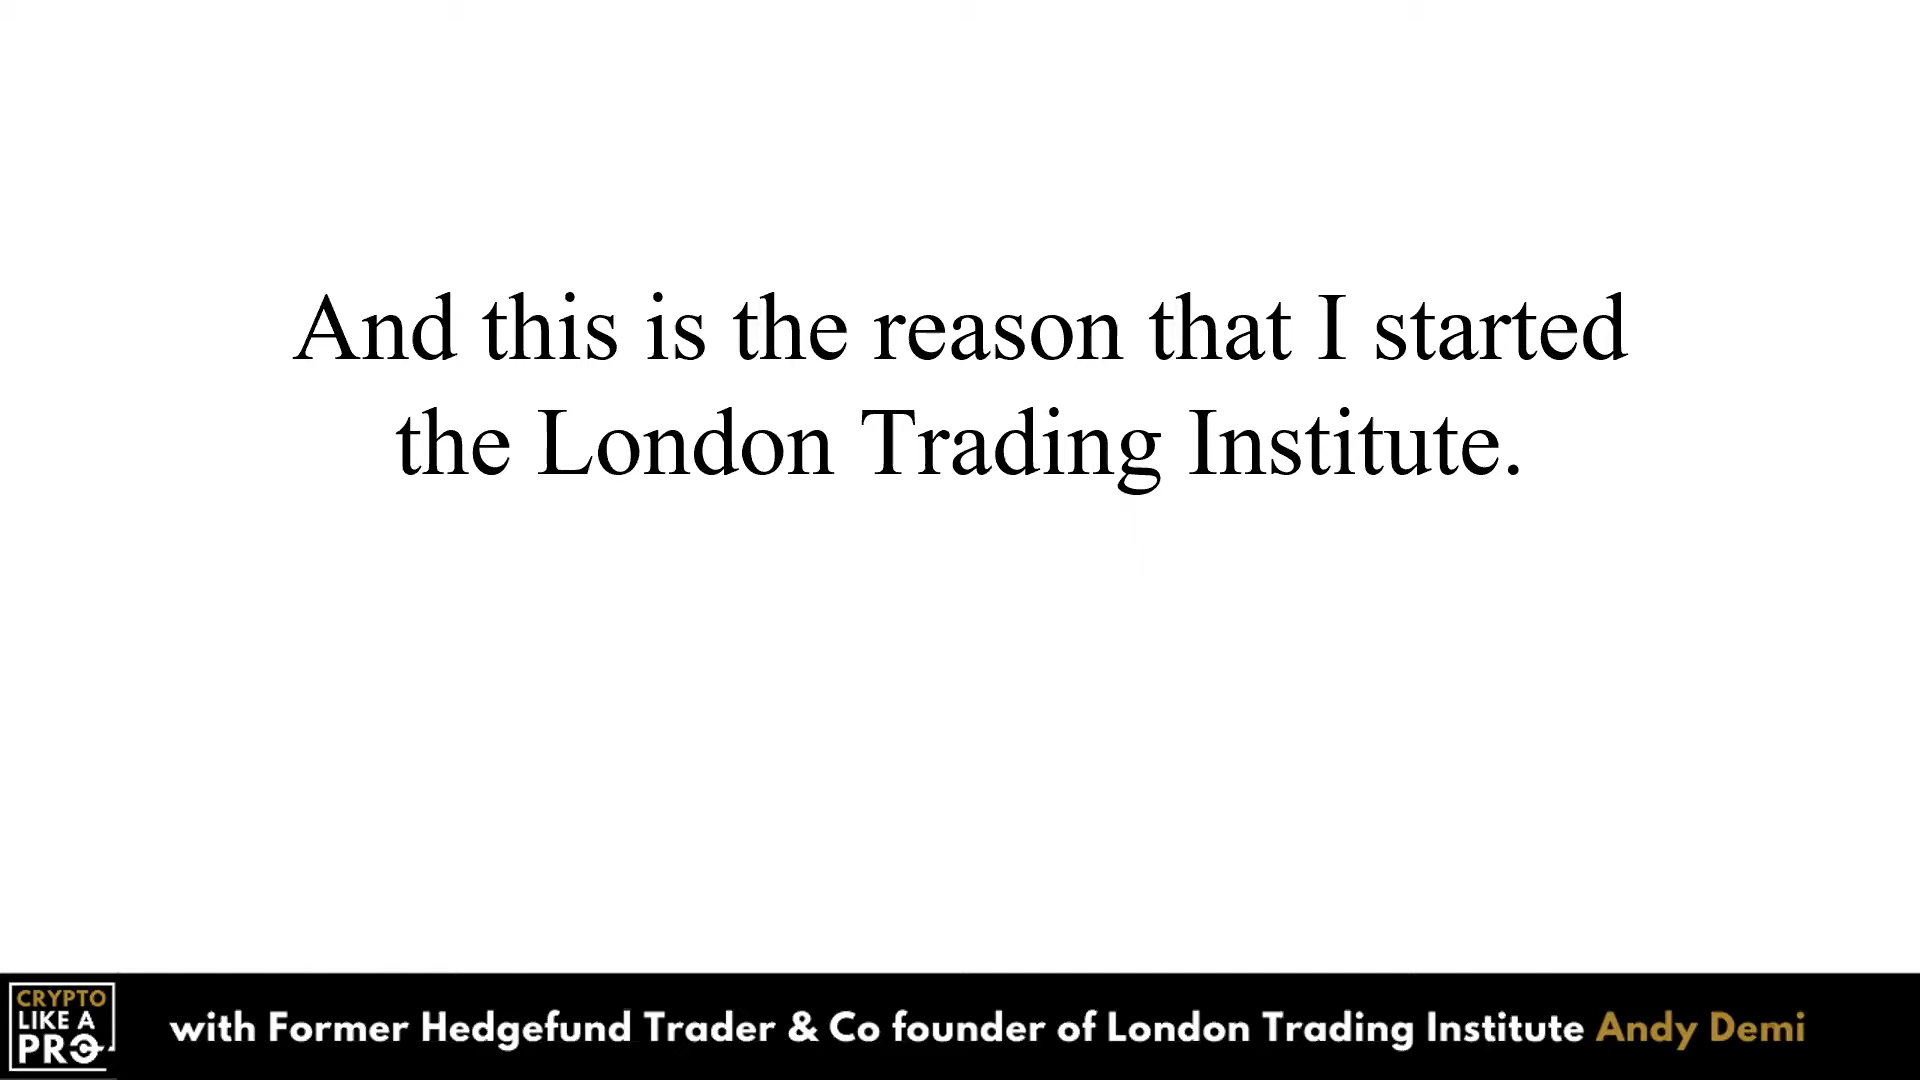 And this is the reason that I started
the London Trading Institute.
CRYPTO
LIKE A
PRO
with Former Hedgefund Trader & Co founder of London Trading Institute Andy Demi